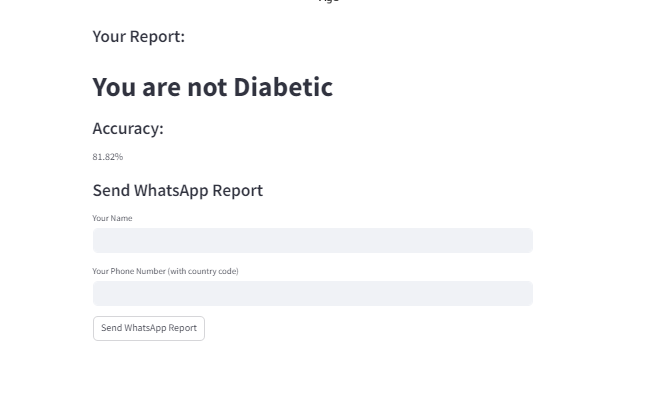 Age
Your Report:
You are not Diabetic
Accuracy:
81.82%
Send WhatsApp Report
Your Name
Your Phone Number (with country code)
Send WhatsApp Report